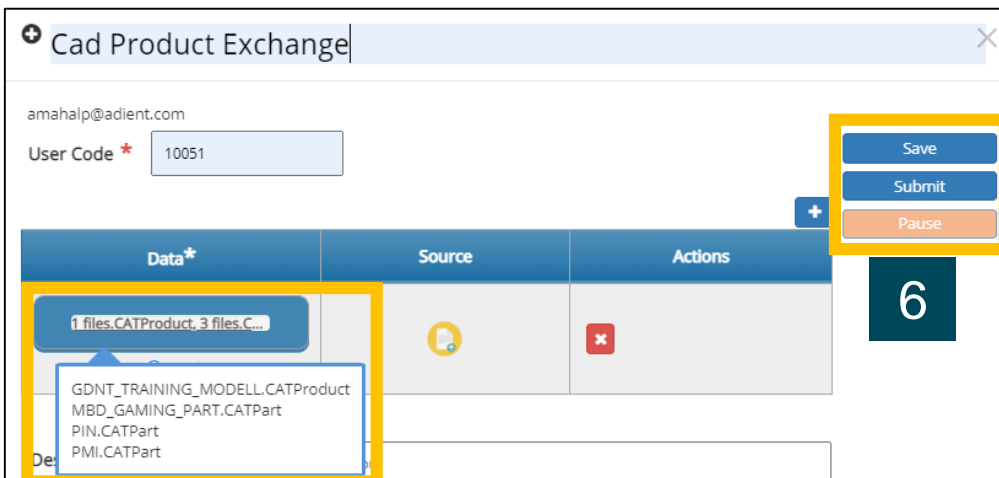 Cad Product Exchange
amahalp@adient.com
User Code * 10051
Save
Submit
Pause
Data* Source Actions
6
1 files.CATProduct, 3 files.C...
GDNT_TRAINING_MODELL.CATProduct
MBD_GAMING_PART.CATPart
PIN.CATPart
PMI.CATPart